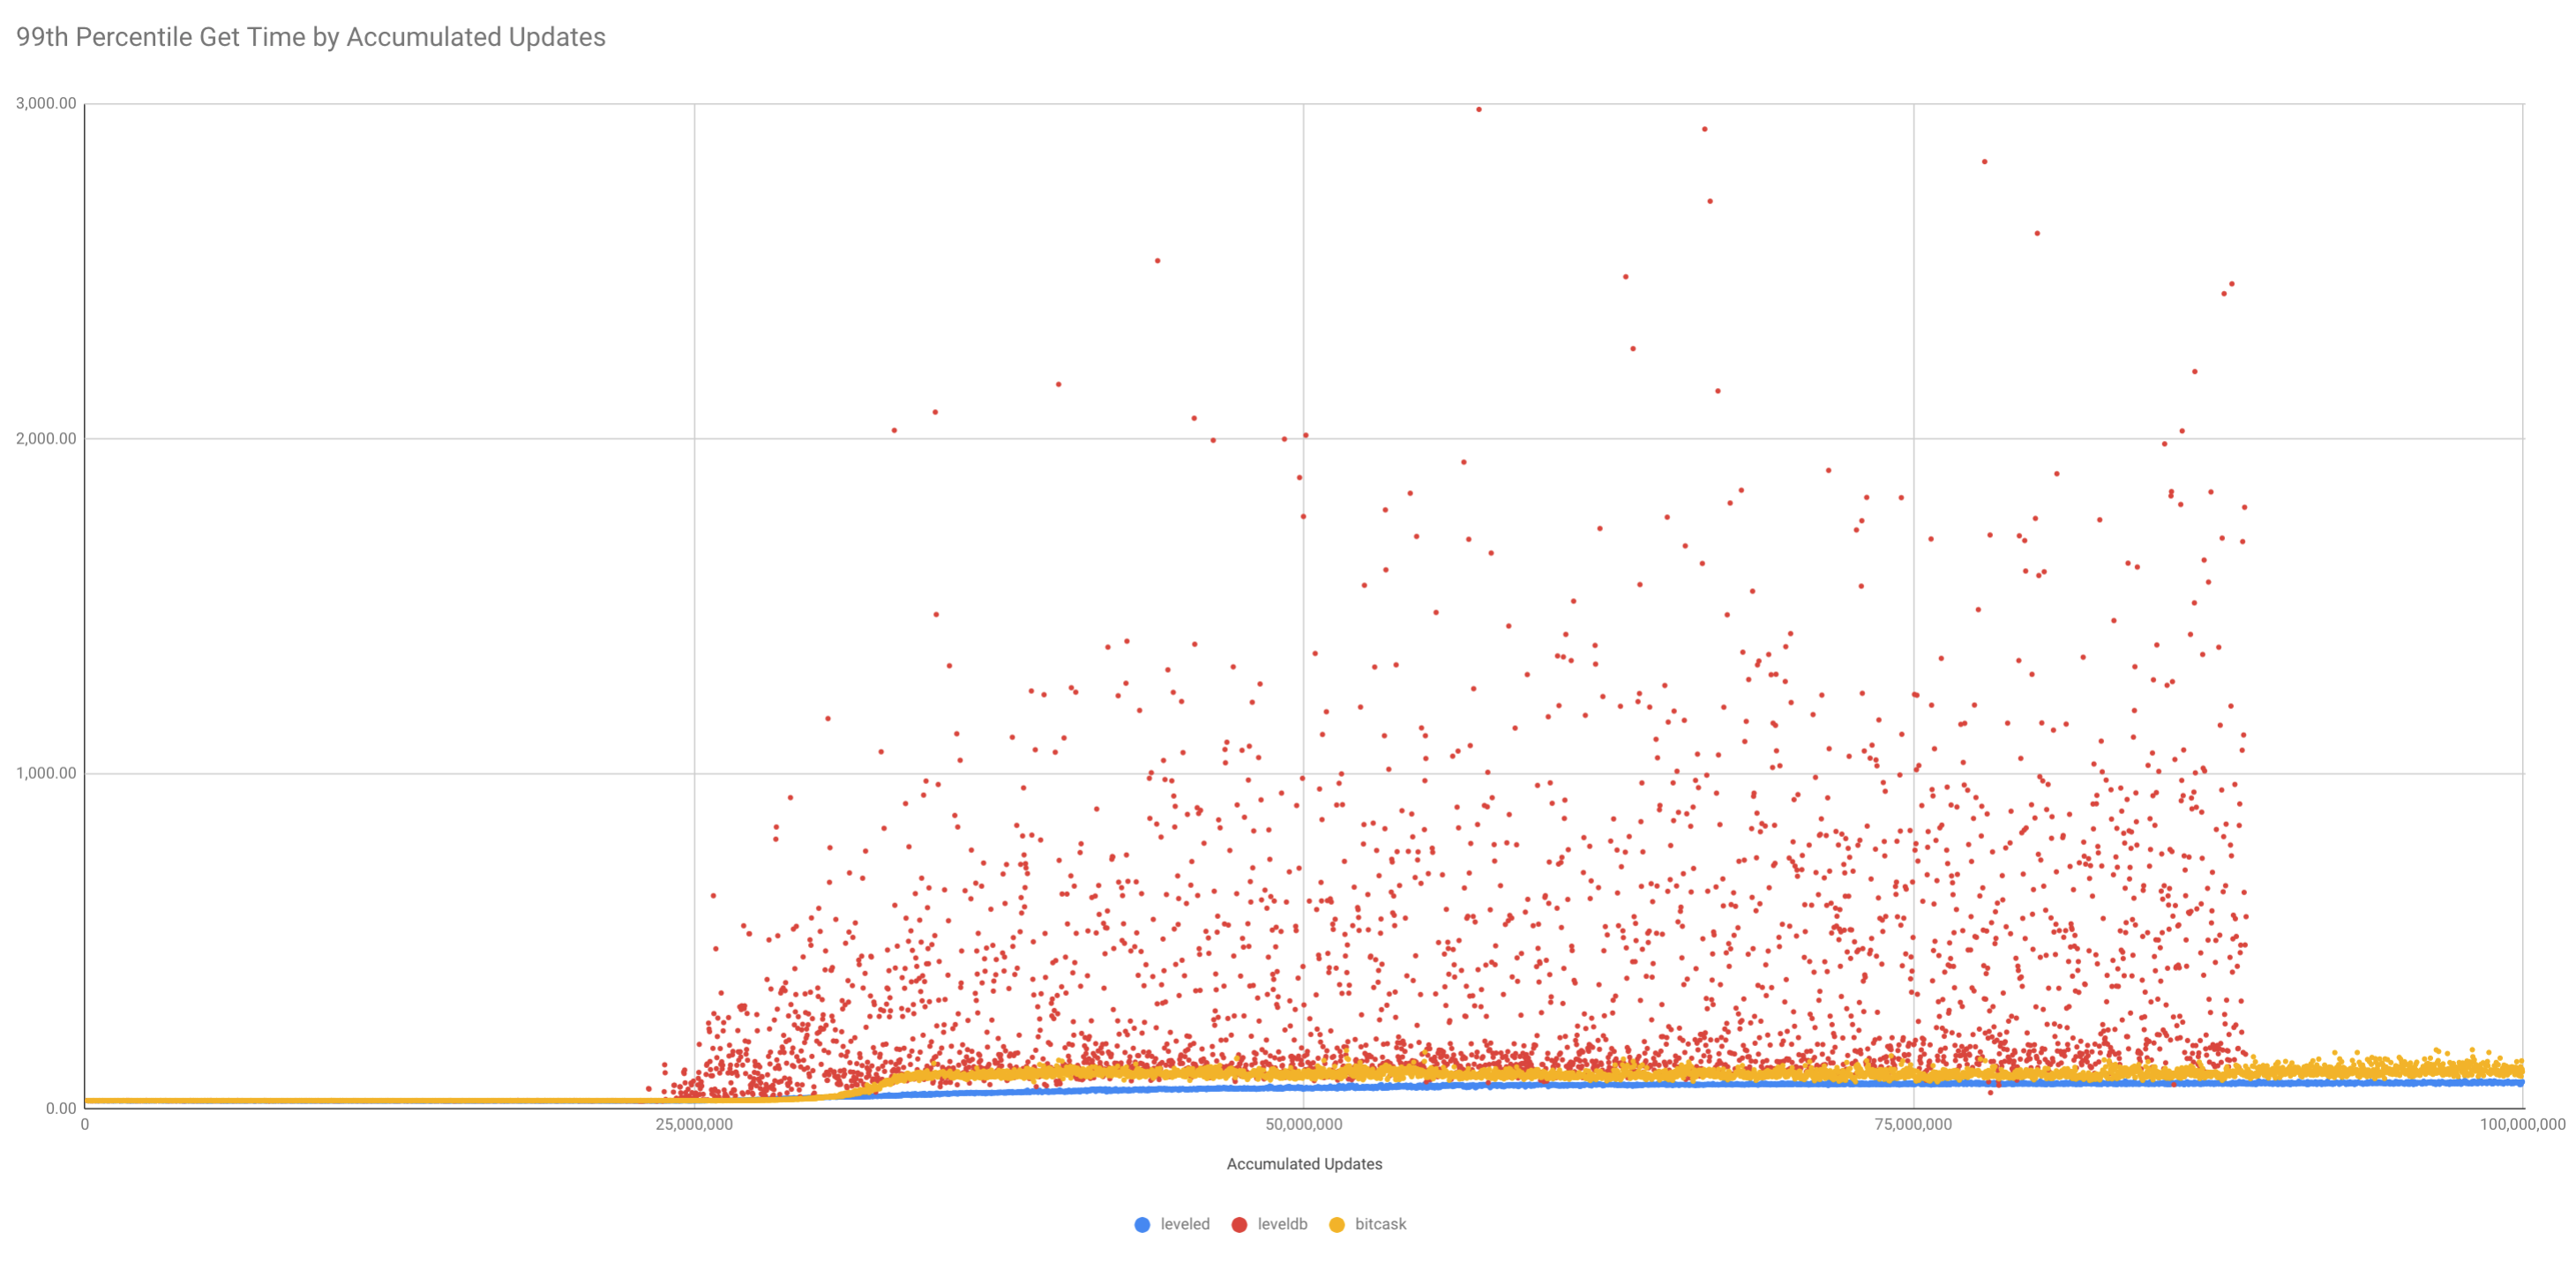 99th Percentile Get Time by Accumulated Updates
3,000.00
2,000.00
1,000.00
0.00
0 25,000,000 50,000,000 75,000,000 100,000,000
Accumulated Updates
leveled leveldb bitcask